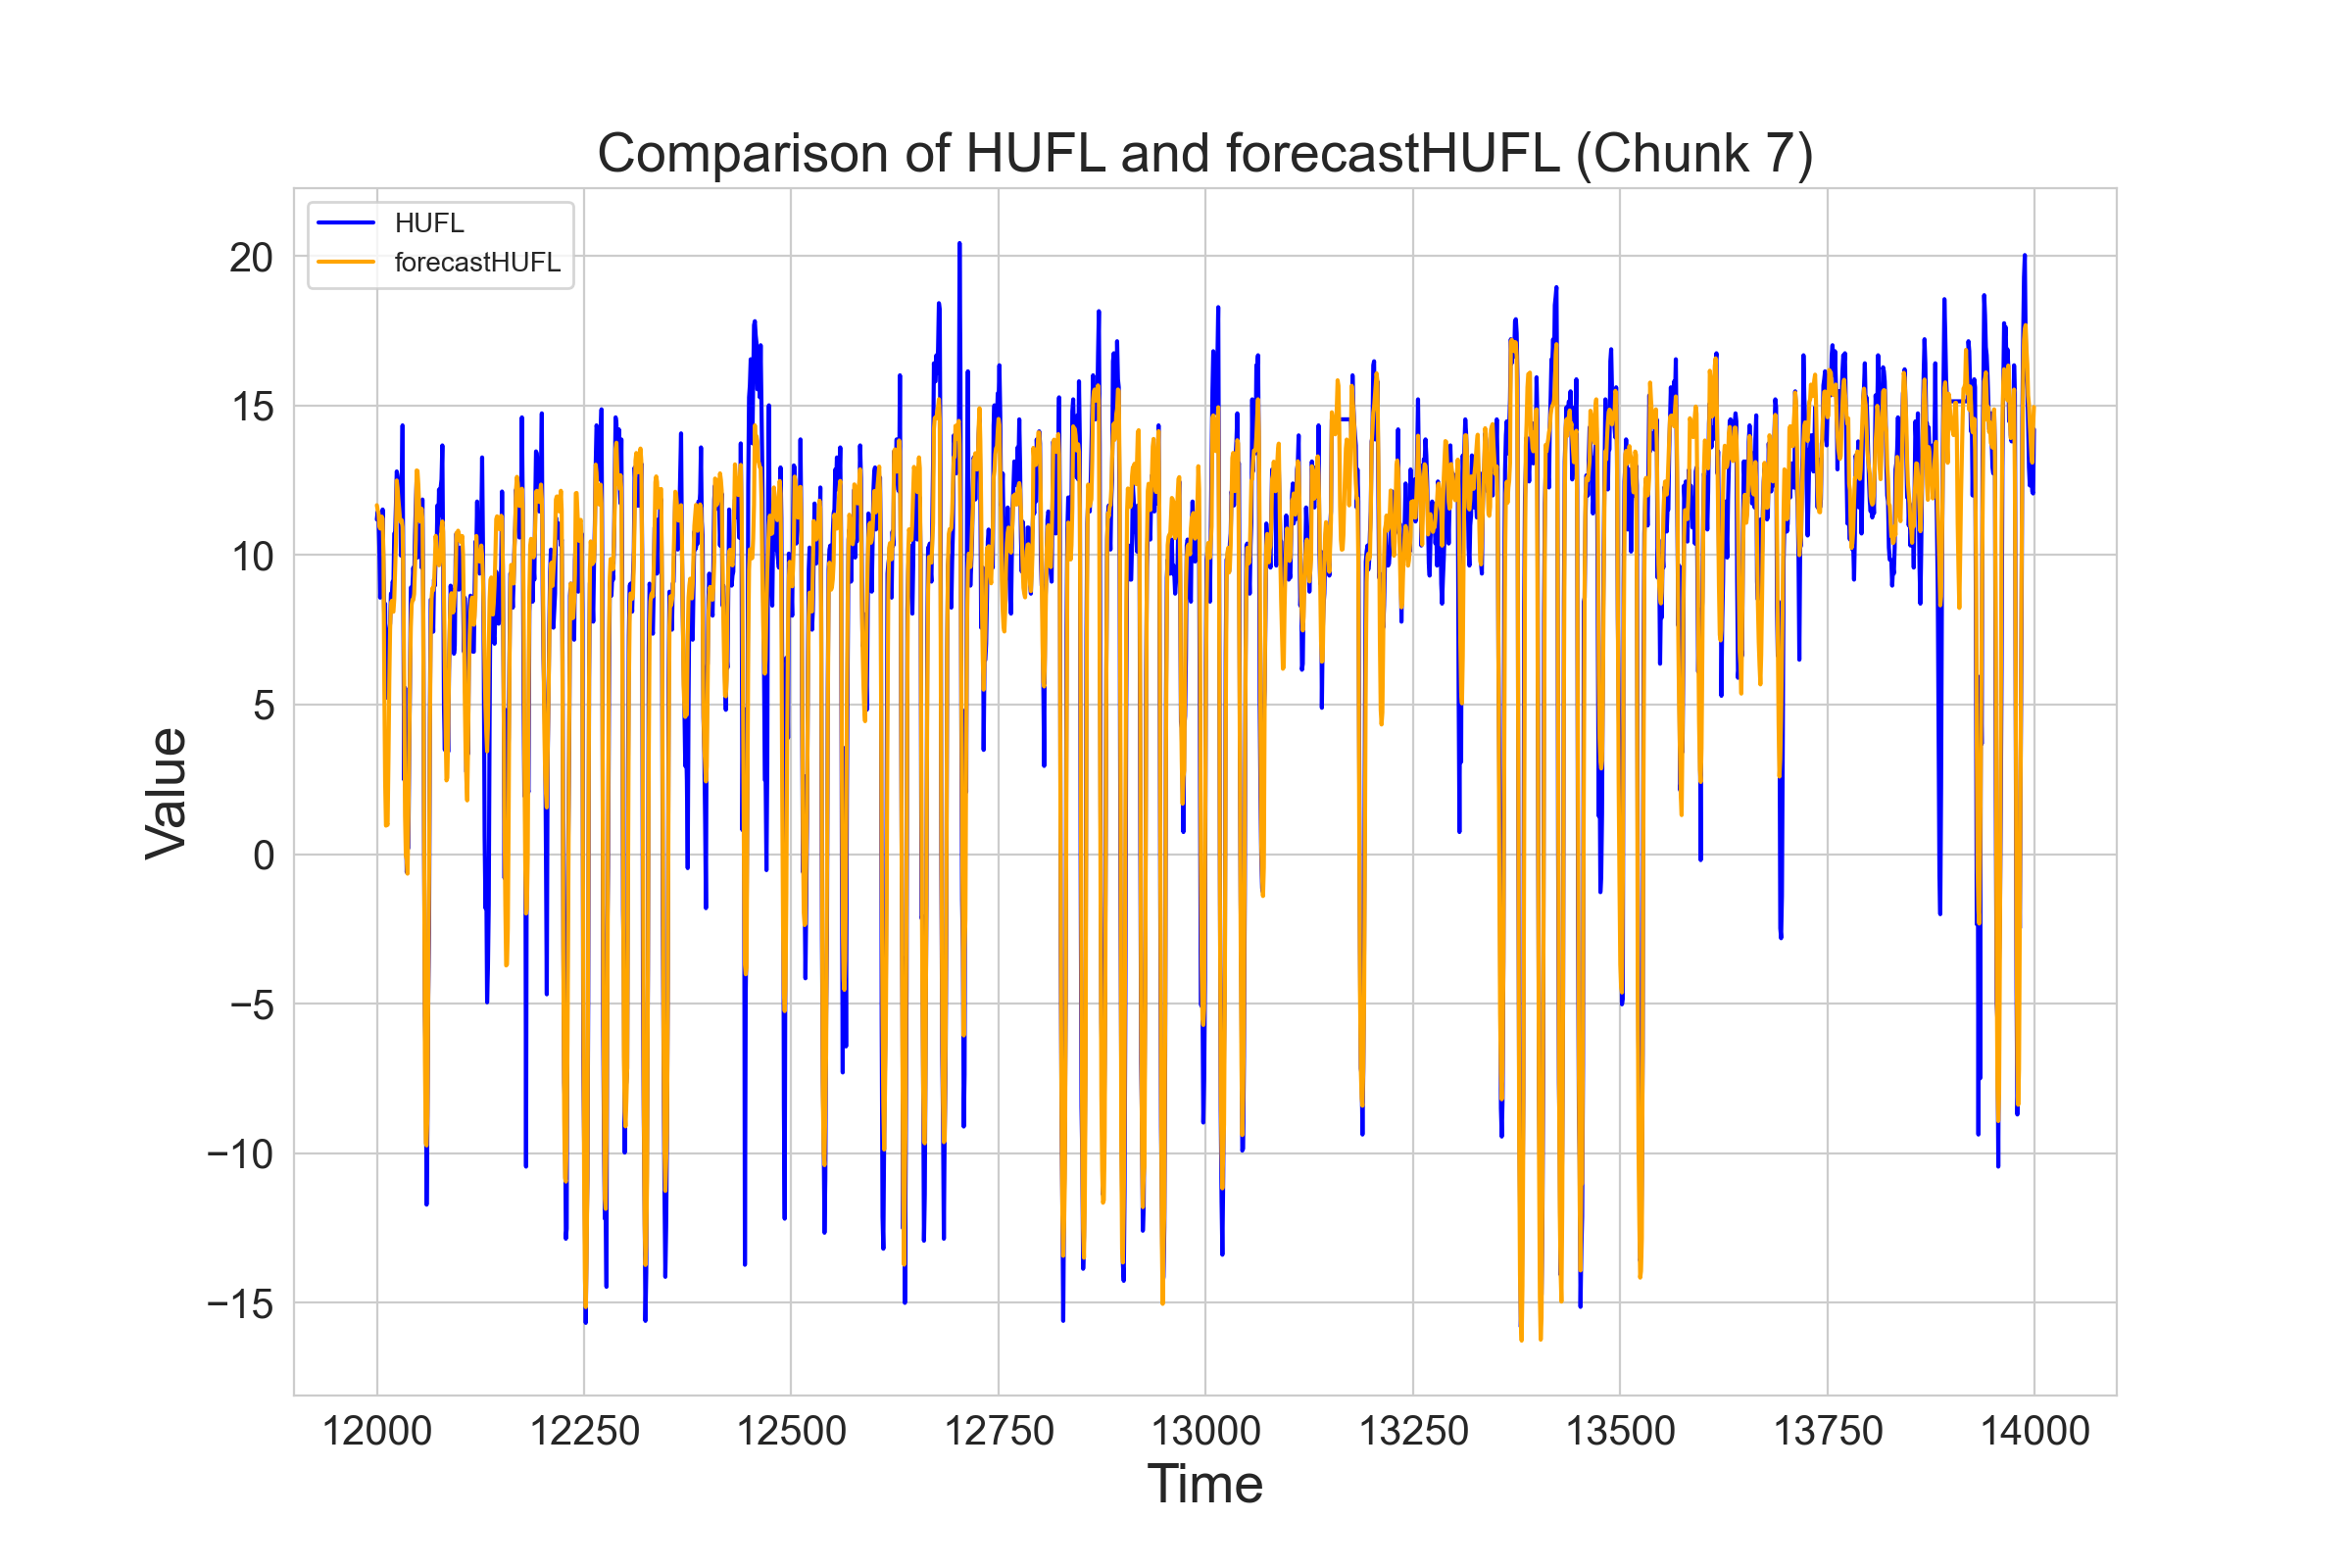 Comparison of HUFL and forecastHUFL (Chunk 7)
HUFL
forecastHUFL
20
15
10
5
0
−5
−10
−15
Value
12000 12250 12500 12750 13000 13250 13500 13750 14000
Time